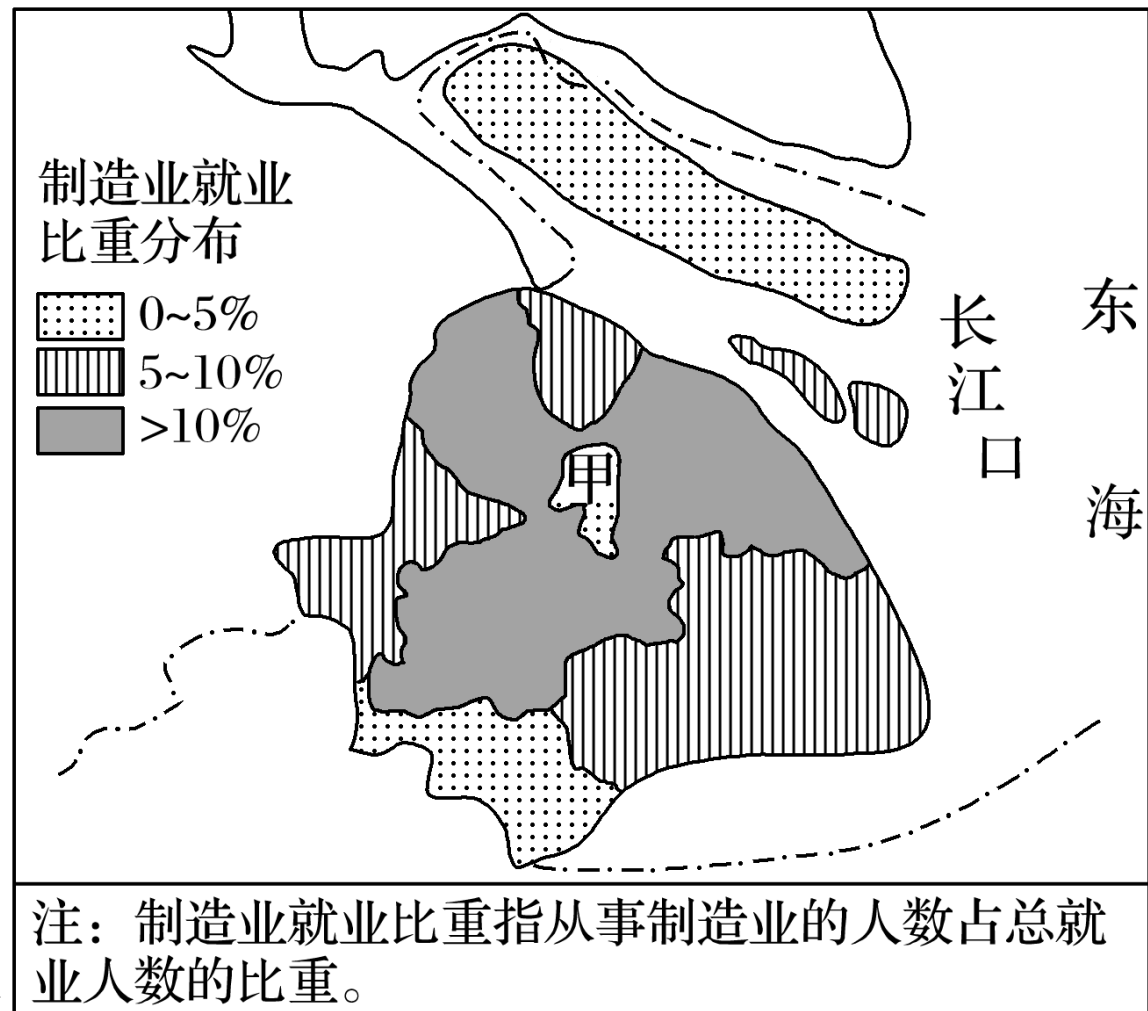 制造业就业
比重分布
0~5%
5~10%
>10%
甲
长江口
东海
注：制造业就业比重指从事制造业的人数占总就
业人数的比重。